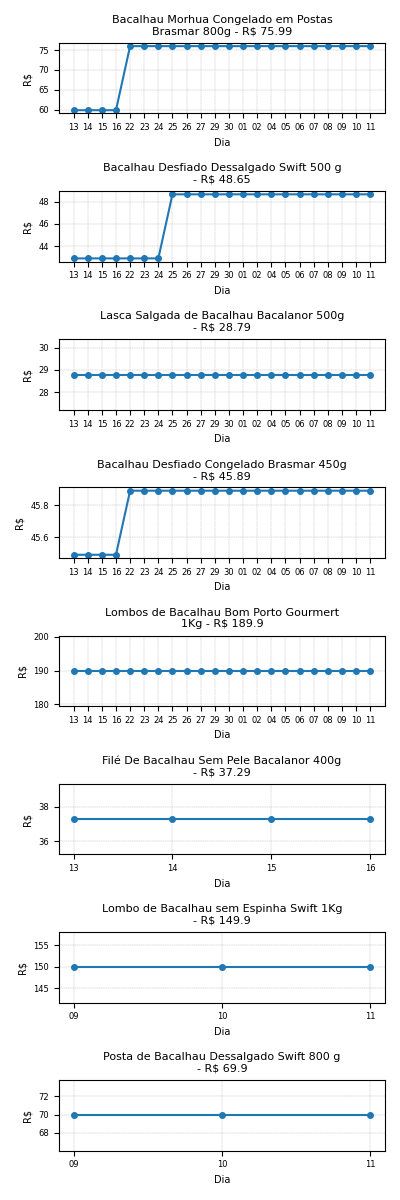 Bacalhau Morhua Congelado em Postas
Brasmar 800g - R$ 75.99
75
70
65
60
R$
13 14 15 16 22 23 24 25 26 27 29 30 01 02 04 05 06 07 08 09 10 11
Dia
Bacalhau Desfiado Dessalgado Swift 500 g
- R$ 48.65
48
46
44
R$
13 14 15 16 22 23 24 25 26 27 29 30 01 02 04 05 06 07 08 09 10 11
Dia
Lasca Salgada de Bacalhau Bacalanor 500g
- R$ 28.79
30
29
28
R$
13 14 15 16 22 23 24 25 26 27 29 30 01 02 04 05 06 07 08 09 10 11
Dia
Bacalhau Desfiado Congelado Brasmar 450g
- R$ 45.89
45.8
45.6
R$
13 14 15 16 22 23 24 25 26 27 29 30 01 02 04 05 06 07 08 09 10 11
Dia
Lombos de Bacalhau Bom Porto Gourmert
1Kg - R$ 189.9
200
190
180
R$
13 14 15 16 22 23 24 25 26 27 29 30 01 02 04 05 06 07 08 09 10 11
Dia
Filé De Bacalhau Sem Pele Bacalanor 400g
- R$ 37.29
38
36
R$
13 14 15 16
Dia
Lombo de Bacalhau sem Espinha Swift 1Kg
- R$ 149.9
155
150
145
R$
09 10 11
Dia
Posta de Bacalhau Dessalgado Swift 800 g
- R$ 69.9
72
70
68
R$
09 10 11
Dia